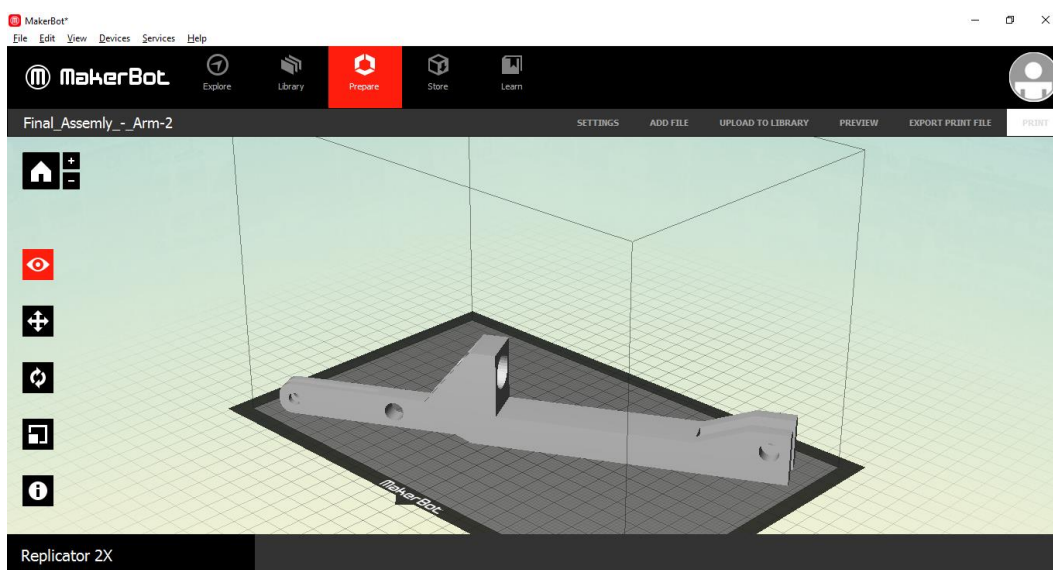 MakerBot*
File Edit View Devices Services Help
MakerBot Explore Library Prepare Store Learn
Final_Assemly_-_Arm-2 SETTINGS ADD FILE UPLOAD TO LIBRARY PREVIEW EXPORT PRINT FILE PRINT
MakerBot
Replicator 2X